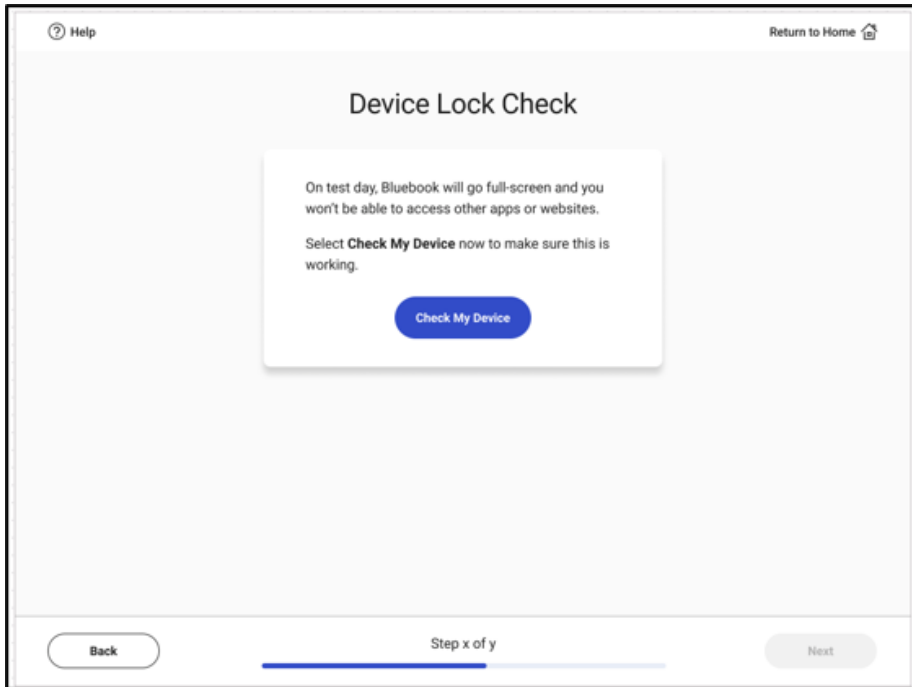 Help
Return to Home
Device Lock Check
On test day, Bluebook will go full-screen and you
won't be able to access other apps or websites.
Select Check My Device now to make sure this is
working.
Check My Device
Back
Step x of y
Next